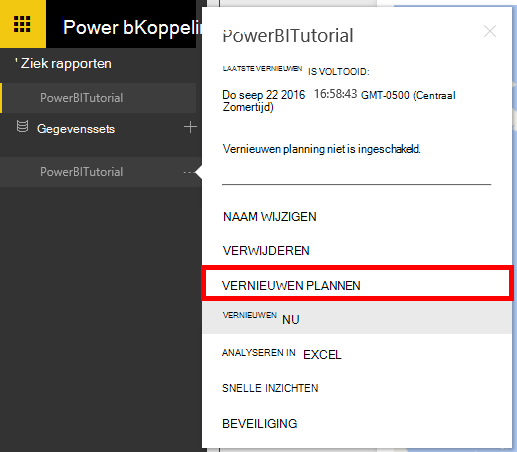 Power bKoppelin
' Ziek rapporten
PowerBITutorial
Gegevenssets
PowerBITutorial
PowerBITutorial
LAATSTE VERNIEUWEN IS VOLTOOID:
Do seep 22 2016 16:58:43 GMT-0500 (Centraal
Zomertijd)
Vernieuwen planning niet is ingeschakeld.
NAAM WIJZIGEN
VERWIJDEREN
VERNIEUWEN PLANNEN
VERNIEUWEN NU
ANALYSEREN IN EXCEL
SNELLE INZICHTEN
BEVEILIGING